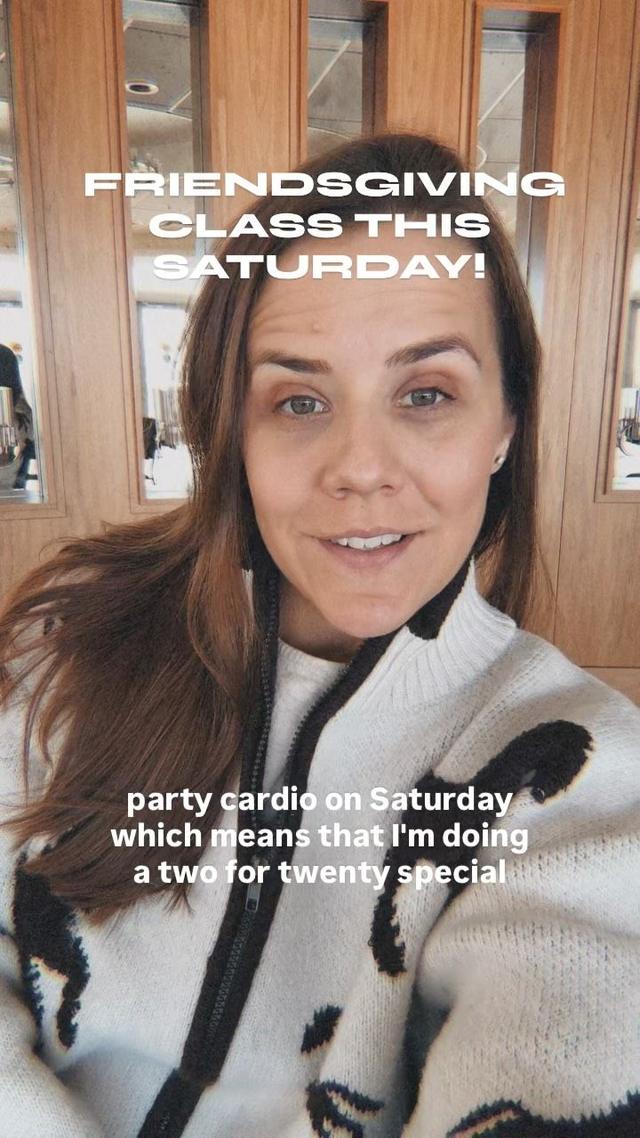 FRIENDSGIVING
CLASS THIS
SATURDAY!
party cardio on Saturday
which means that I'm doing
a two for twenty special